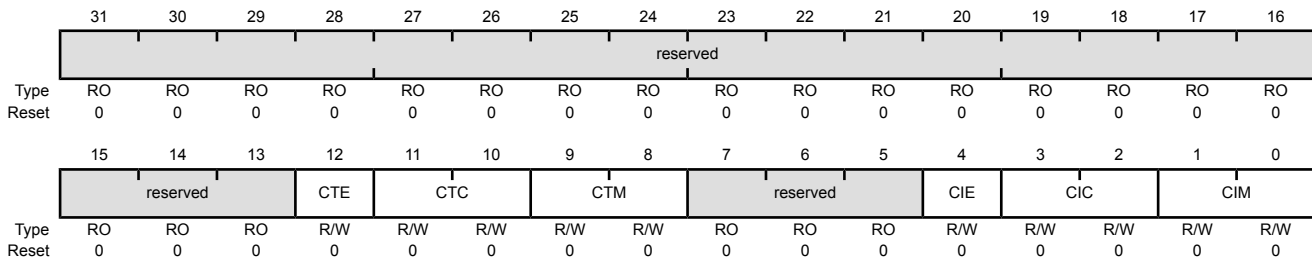 31 30 29 28 27 26 25 24 23 22 21 20 19 18 17 16
reserved
Type RO RO RO RO RO RO RO RO RO RO RO RO RO RO RO RO
Reset 0 0 0 0 0 0 0 0 0 0 0 0 0 0 0 0
15 14 13 12 11 10 9 8 7 6 5 4 3 2 1 0
reserved CTE CTC CTM reserved CIE CIC CIM
Type RO RO RO R/W R/W R/W R/W R/W RO RO RO R/W R/W R/W R/W R/W
Reset 0 0 0 0 0 0 0 0 0 0 0 0 0 0 0 0